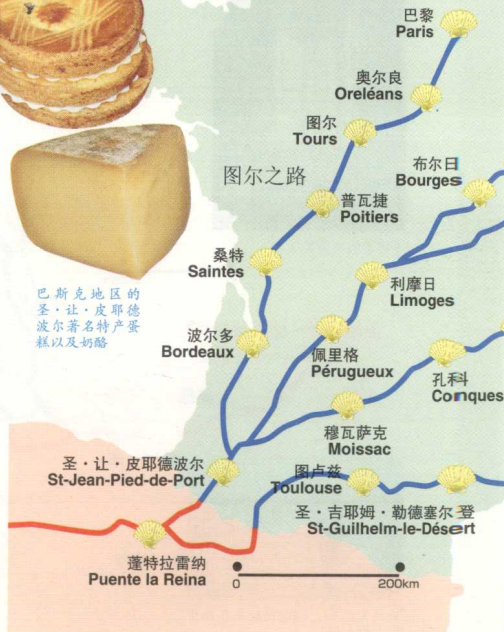 巴黎
Paris
奥尔良
Oreléans
图尔
Tours
图尔之路
布尔日
Bourges
普瓦捷
Poitiers
桑特
Saintes
利摩日
Limoges
巴斯克地区的
圣·让·皮耶德
波尔著名特产蛋
糕以及奶酪
波尔多
Bordeaux
佩里格
Pérugueux
孔科
Conques
穆瓦萨克
Moissac
圣·让·皮耶德波尔
St-Jean-Pied-de-Port
图卢兹
Toulouse
圣·吉耶姆·勒德塞尔登
St-Guilhelm-le-Désert
蓬特拉雷纳
Puente la Reina
0
200km